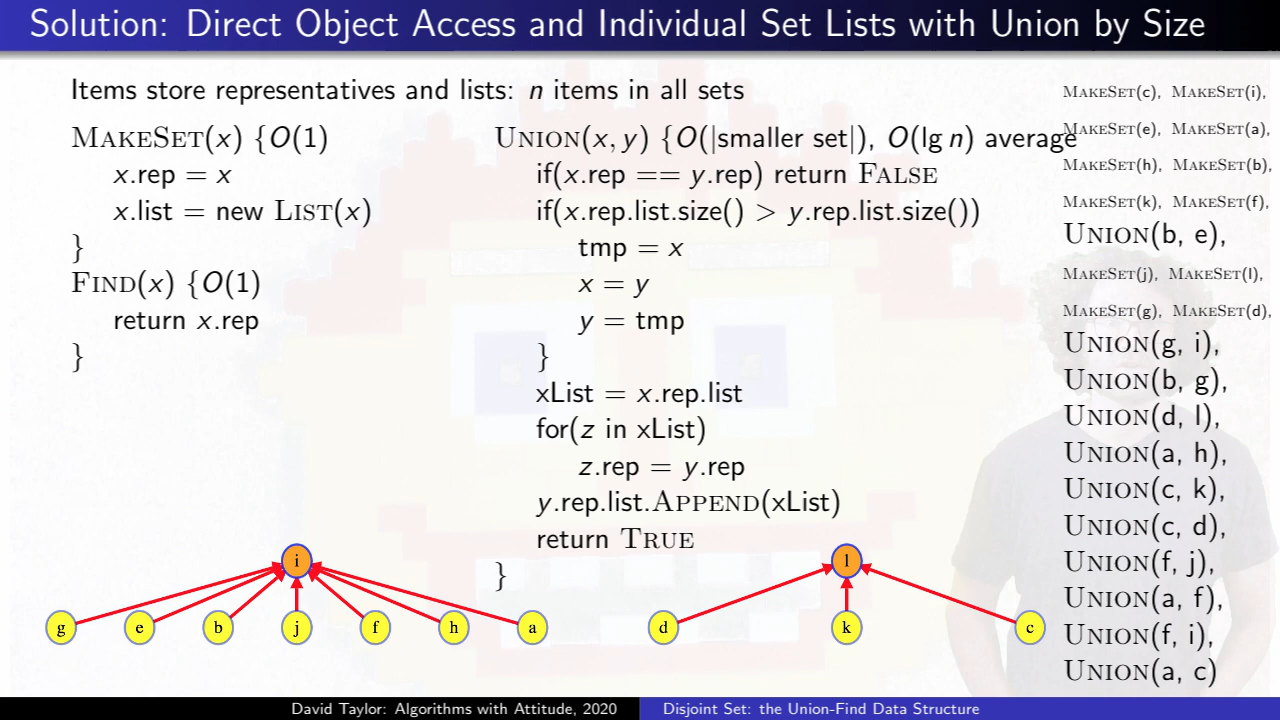 Solution: Direct Object Access and Individual Set Lists with Union by Size
Items store representatives and lists: n items in all sets
MAKESET(x) {O(1)
x.rep = x
x.list = new LIST(x)
}
FIND(x) {O(1)
return x.rep
}
UNION(x, y) {O(|smaller set|), O(lg n) average
if(x.rep == y.rep) return FALSE
if(x.rep.list.size() > y.rep.list.size())
tmp = x
x = y
y = tmp
}
xList = x.rep.list
for(z in xList)
z.rep = y.rep
y.rep.list.APPEND(xList)
return TRUE
}
MAKESET(c), MAKESET(i),
MAKESET(e), MAKESET(a),
MAKESET(h), MAKESET(b),
MAKESET(k), MAKESET(f),
UNION(b, e),
MAKESET(j), MAKESET(l),
MAKESET(g), MAKESET(d),
UNION(g, i),
UNION(b, g),
UNION(d, l),
UNION(a, h),
UNION(c, k),
UNION(c, d),
UNION(f, j),
UNION(a, f),
UNION(f, i),
UNION(a, c)
i l
g e b j f h a d k c
David Taylor: Algorithms with Attitude, 2020 Disjoint Set: the Union-Find Data Structure